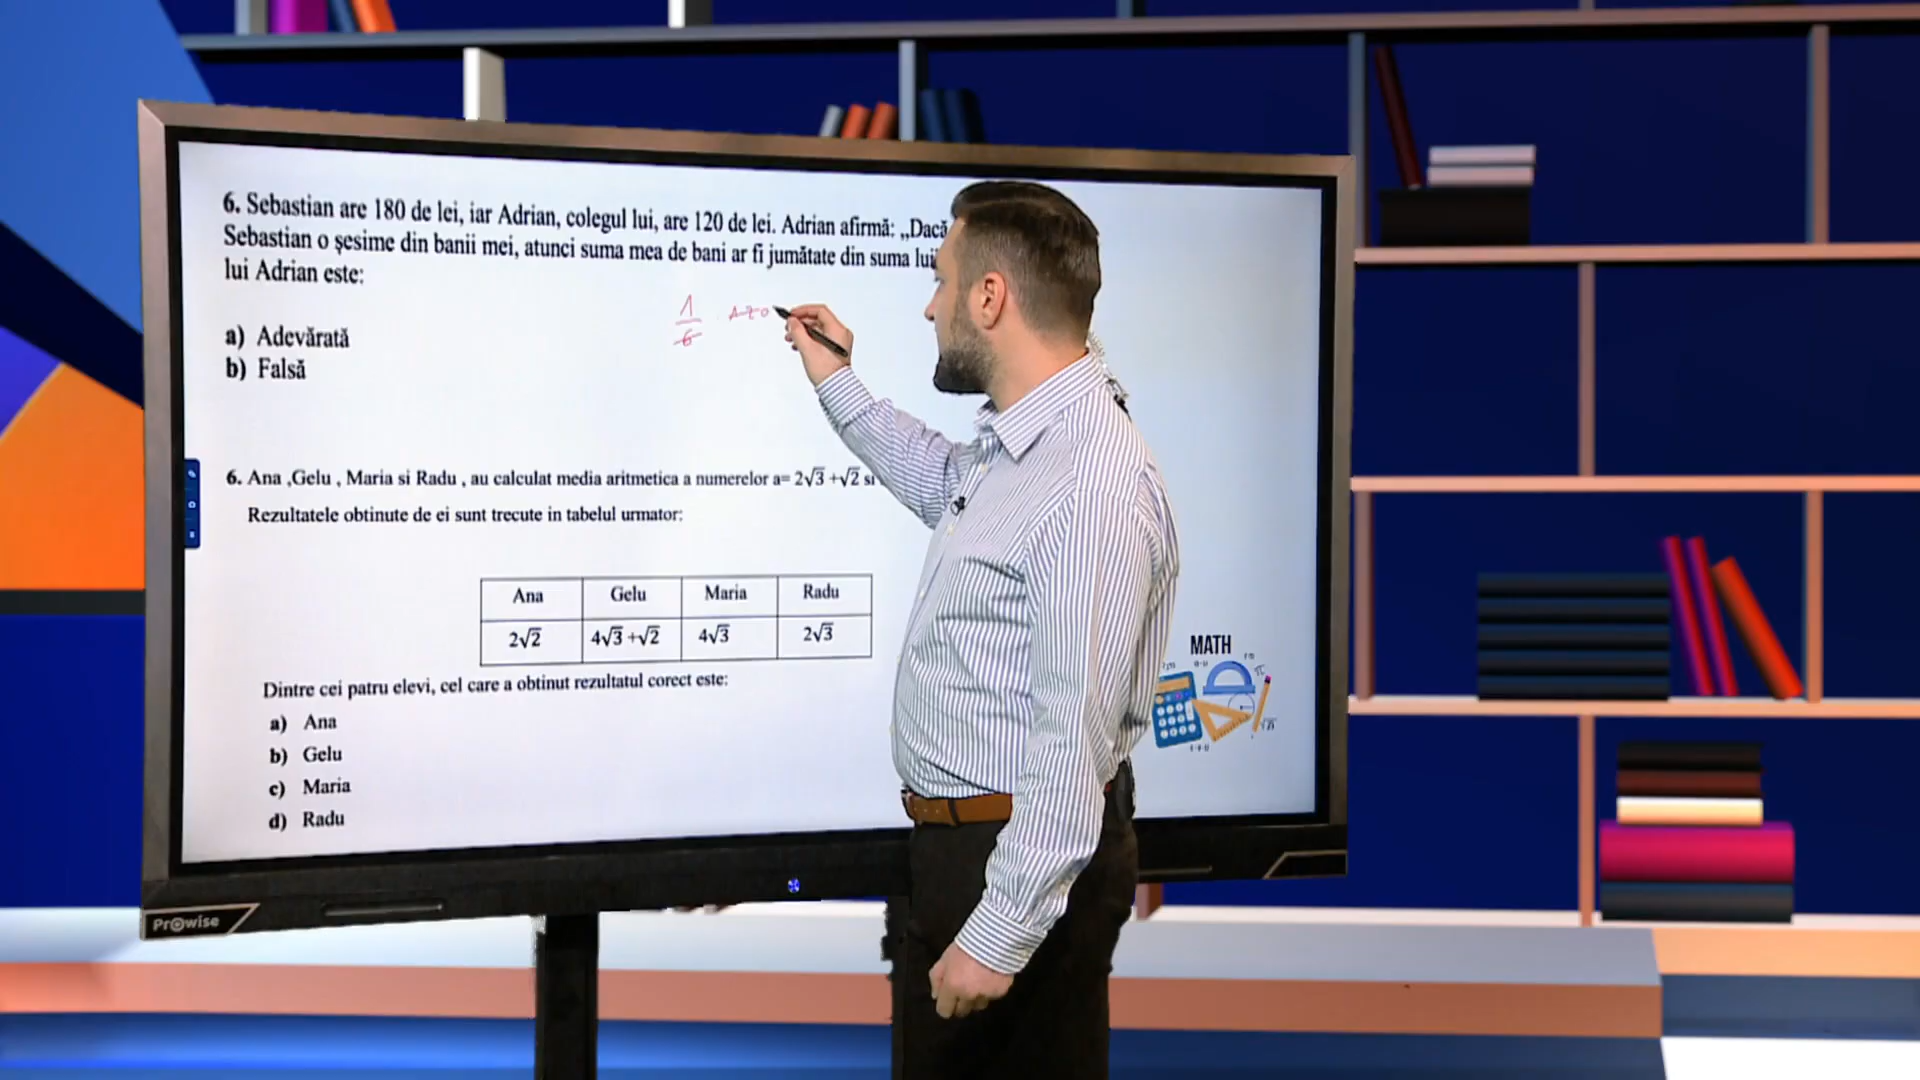 6. Sebastian are 180 de lei, iar Adrian, colegul lui, are 120 de lei. Adrian afirmă: „Dacă
Sebastian o șesime din banii mei, atunci suma mea de bani ar fi jumătate din suma lui
lui Adrian este:
1/6 · 120
a) Adevărată
b) Falsă
6. Ana ,Gelu , Maria si Radu , au calculat media aritmetica a numerelor a= 2√3 +√2 si
Rezultatele obtinute de ei sunt trecute in tabelul urmator:
Ana Gelu Maria Radu
2√2 4√3 +√2 4√3 2√3
Dintre cei patru elevi, cel care a obtinut rezultatul corect este:
a) Ana
b) Gelu
c) Maria
d) Radu
MATH
Prowise